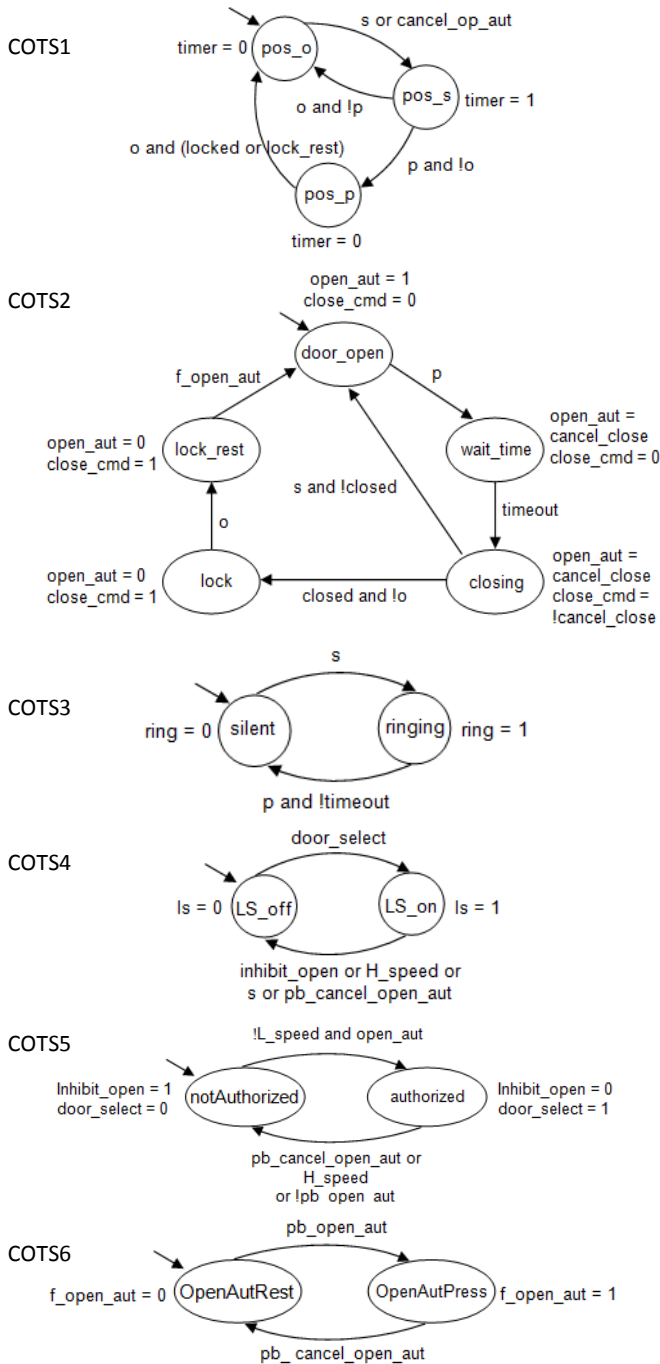 COTS1
s or cancel_op_aut
timer = 0
pos_o
pos_s
timer = 1
o and !p
o and (locked or lock_rest)
p and !o
pos_p
timer = 0
COTS2
open_aut = 1
close_cmd = 0
door_open
f_open_aut
p
open_aut = 0
close_cmd = 1
lock_rest
wait_time
open_aut =
cancel_close
close_cmd = 0
s and !closed
timeout
o
open_aut = 0
close_cmd = 1
lock
closed and !o
closing
open_aut =
cancel_close
close_cmd =
!cancel_close
COTS3
s
ring = 0
silent
ringing
ring = 1
p and !timeout
COTS4
door_select
ls = 0
LS_off
LS_on
ls = 1
inhibit_open or H_speed or
s or pb_cancel_open_aut
COTS5
!L_speed and open_aut
Inhibit_open = 1
door_select = 0
notAuthorized
authorized
Inhibit_open = 0
door_select = 1
pb_cancel_open_aut or
H_speed
or !pb_open_aut
COTS6
pb_open_aut
f_open_aut = 0
OpenAutRest
OpenAutPress
f_open_aut = 1
pb_ cancel_open_aut